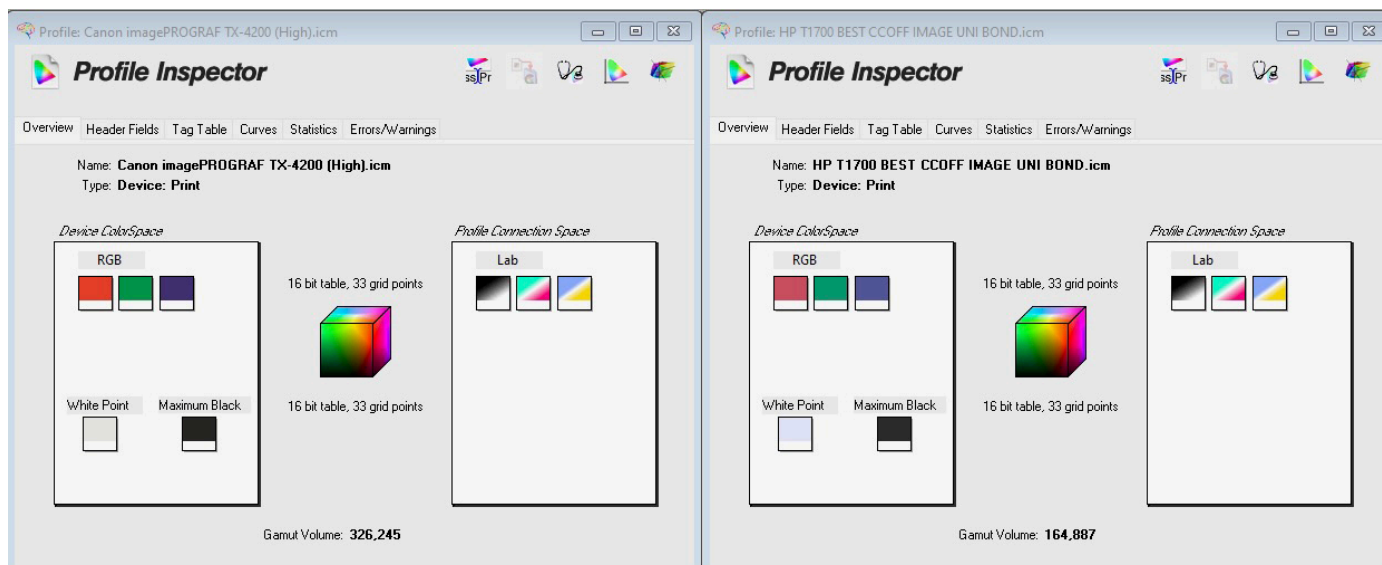 Profile: Canon imagePROGRAF TX-4200 (High).icm
Profile Inspector
Overview Header Fields Tag Table Curves Statistics Errors/Warnings
Name: Canon imagePROGRAF TX-4200 (High).icm
Type: Device: Print
Device ColorSpace
Profile Connection Space
RGB
Lab
16 bit table, 33 grid points
White Point
Maximum Black
16 bit table, 33 grid points
Gamut Volume: 326,245
Profile: HP T1700 BEST CCOFF IMAGE UNI BOND.icm
Profile Inspector
Overview Header Fields Tag Table Curves Statistics Errors/Warnings
Name: HP T1700 BEST CCOFF IMAGE UNI BOND.icm
Type: Device: Print
Device ColorSpace
Profile Connection Space
RGB
Lab
16 bit table, 33 grid points
White Point
Maximum Black
16 bit table, 33 grid points
Gamut Volume: 164,887